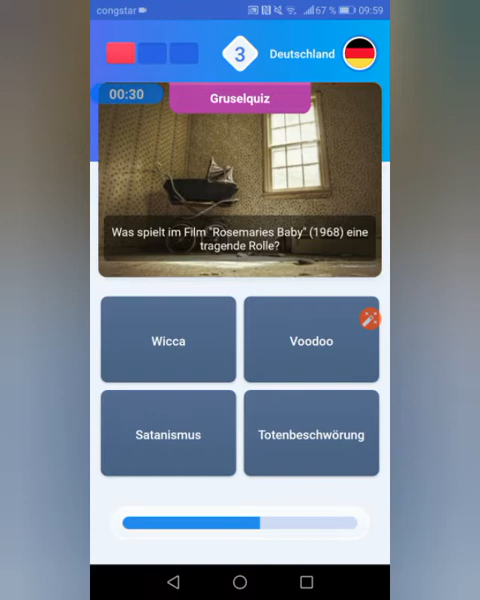 congstar
67 %
09:59
3
Deutschland
00:30
Gruselquiz
Was spielt im Film "Rosemaries Baby" (1968) eine
tragende Rolle?
Wicca
Voodoo
Satanismus
Totenbeschwörung